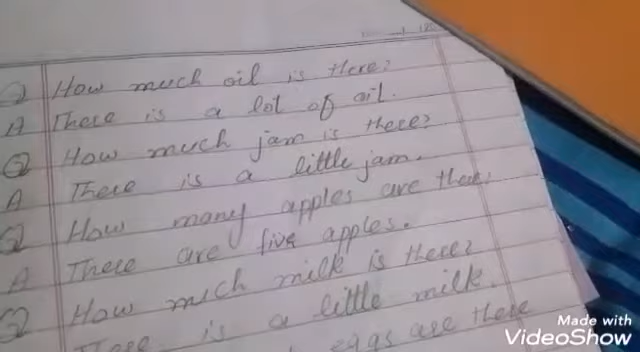 Q How much oil is there?
A There is a lot of oil.
Q How much jam is there?
A There is a little jam.
Q How many apples are there?
A There are five apples.
Q How much milk is there?
There is a little milk.
eggs are there
Made with
VideoShow